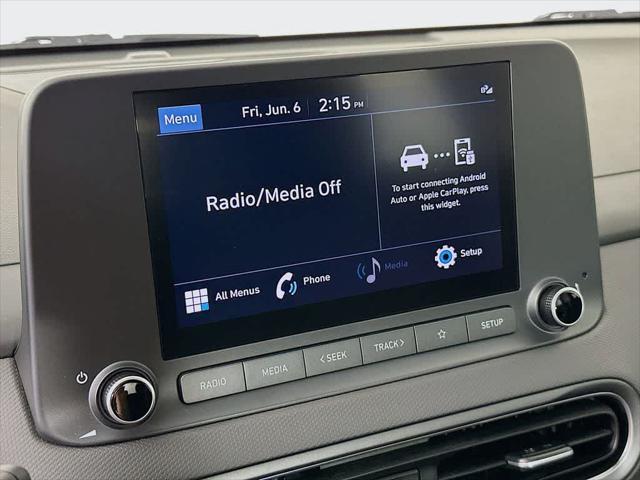 Menu
Fri, Jun. 6
2:15 PM
Radio/Media Off
To start connecting Android
Auto or Apple CarPlay, press
this widget.
All Menus
Phone
Media
Setup
RADIO
MEDIA
< SEEK
TRACK >
SETUP